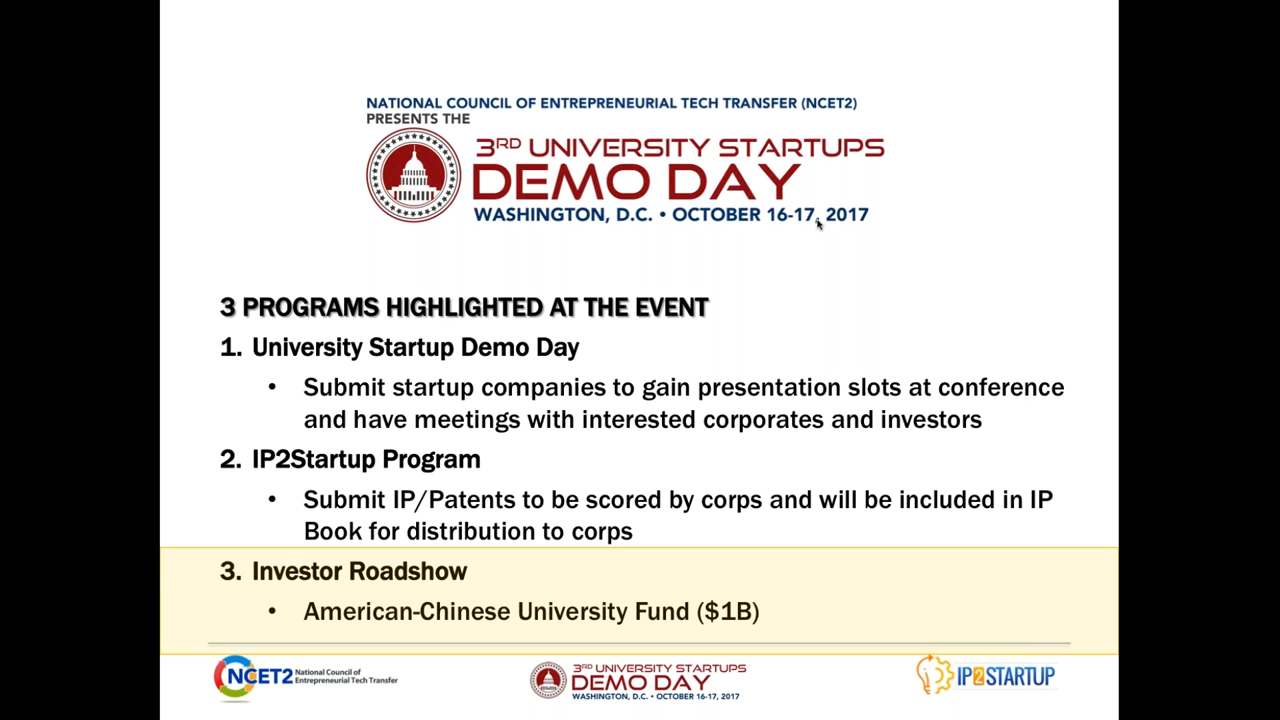 NATIONAL COUNCIL OF ENTREPRENEURIAL TECH TRANSFER (NCET2)
PRESENTS THE
3RD UNIVERSITY STARTUPS
DEMO DAY
WASHINGTON, D.C. • OCTOBER 16-17, 2017
3 PROGRAMS HIGHLIGHTED AT THE EVENT
1. University Startup Demo Day
• Submit startup companies to gain presentation slots at conference
and have meetings with interested corporates and investors
2. IP2Startup Program
• Submit IP/Patents to be scored by corps and will be included in IP
Book for distribution to corps
3. Investor Roadshow
• American-Chinese University Fund ($1B)
NCET2 National Council of
Entrepreneurial Tech Transfer
3RD UNIVERSITY STARTUPS
DEMO DAY
WASHINGTON, D.C. • OCTOBER 16-17, 2017
IP2STARTUP